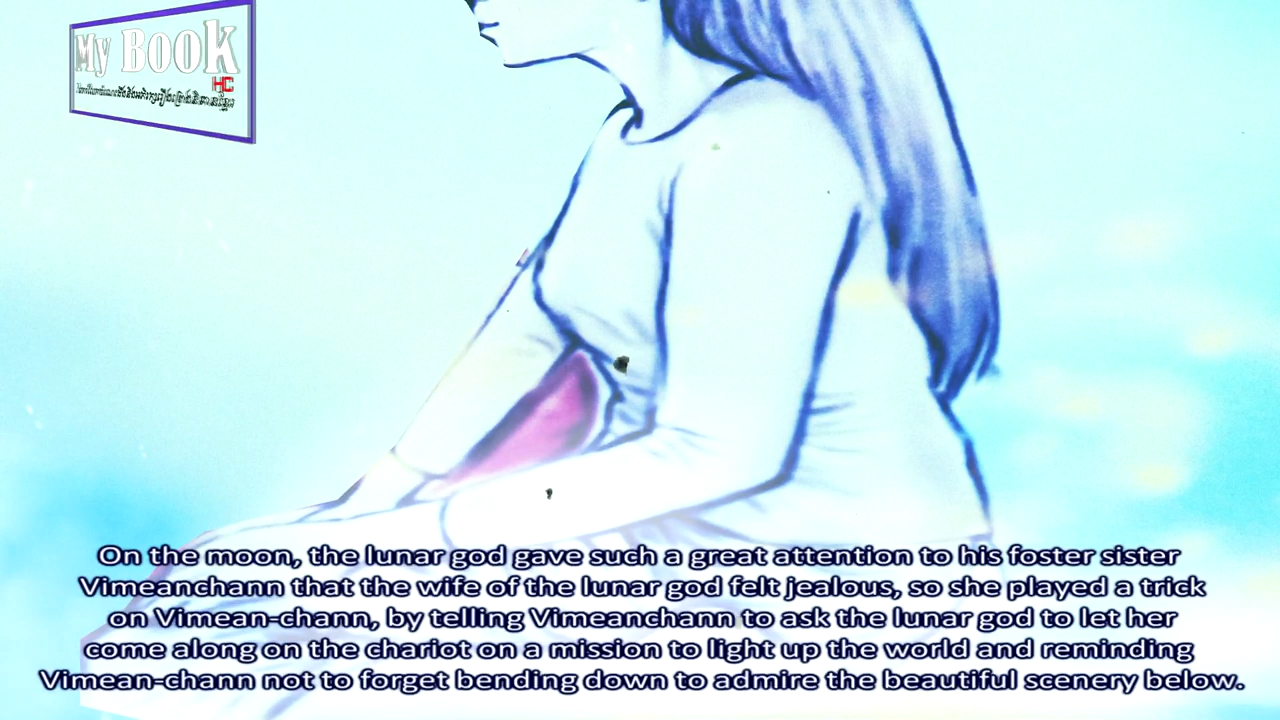 My Book
HC
On the moon, the lunar god gave such a great attention to his foster sister
Vimeanchann that the wife of the lunar god felt jealous, so she played a trick
on Vimean-chann, by telling Vimeanchann to ask the lunar god to let her
come along on the chariot on a mission to light up the world and reminding
Vimean-chann not to forget bending down to admire the beautiful scenery below.